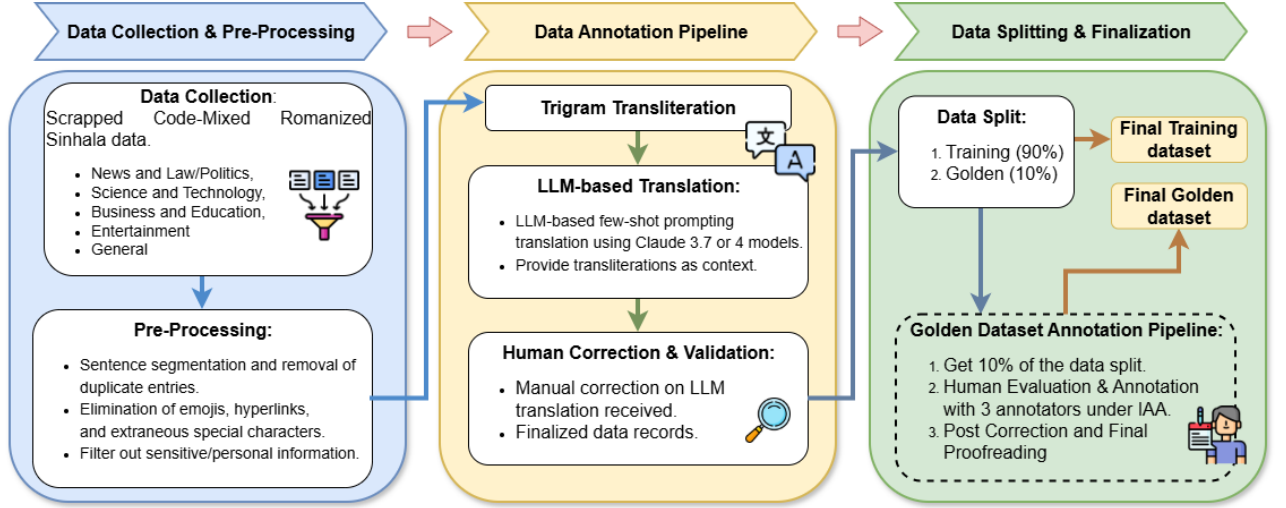 Data Collection & Pre-Processing
Data Annotation Pipeline
Data Splitting & Finalization
Data Collection:
Scrapped Code-Mixed Romanized
Sinhala data.
• News and Law/Politics,
• Science and Technology,
• Business and Education,
• Entertainment
• General
Pre-Processing:
• Sentence segmentation and removal of
duplicate entries.
• Elimination of emojis, hyperlinks,
and extraneous special characters.
• Filter out sensitive/personal information.
Trigram Transliteration
文
A
LLM-based Translation:
• LLM-based few-shot prompting
translation using Claude 3.7 or 4 models.
• Provide transliterations as context.
Human Correction & Validation:
• Manual correction on LLM
translation received.
• Finalized data records.
Data Split:
1. Training (90%)
2. Golden (10%)
Final Training
dataset
Final Golden
dataset
Golden Dataset Annotation Pipeline:
1. Get 10% of the data split.
2. Human Evaluation & Annotation
with 3 annotators under IAA.
3. Post Correction and Final
Proofreading